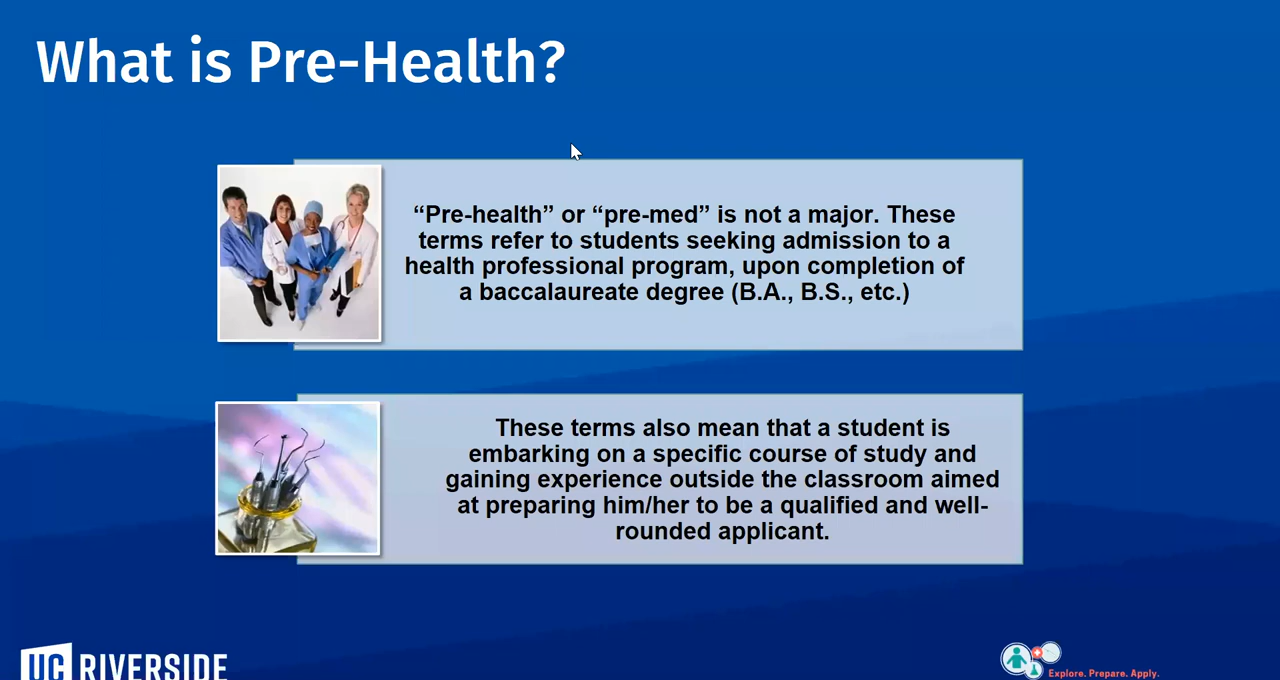 What is Pre-Health?
“Pre-health” or “pre-med” is not a major. These
terms refer to students seeking admission to a
health professional program, upon completion of
a baccalaureate degree (B.A., B.S., etc.)
These terms also mean that a student is
embarking on a specific course of study and
gaining experience outside the classroom aimed
at preparing him/her to be a qualified and well-
rounded applicant.
UC RIVERSIDE
Explore. Prepare. Apply.